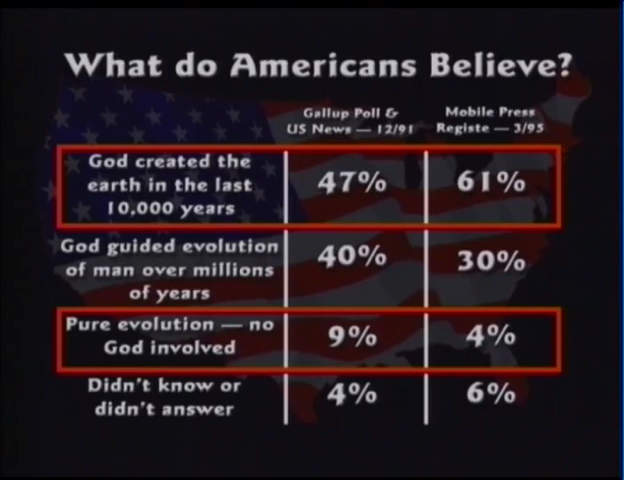 What do Americans Believe?
Gallup Poll &
US News — 12/91
Mobile Press
Registe — 3/95
God created the
earth in the last
10,000 years
47%
61%
God guided evolution
of man over millions
of years
40%
30%
Pure evolution — no
God involved
9%
4%
Didn't know or
didn't answer
4%
6%